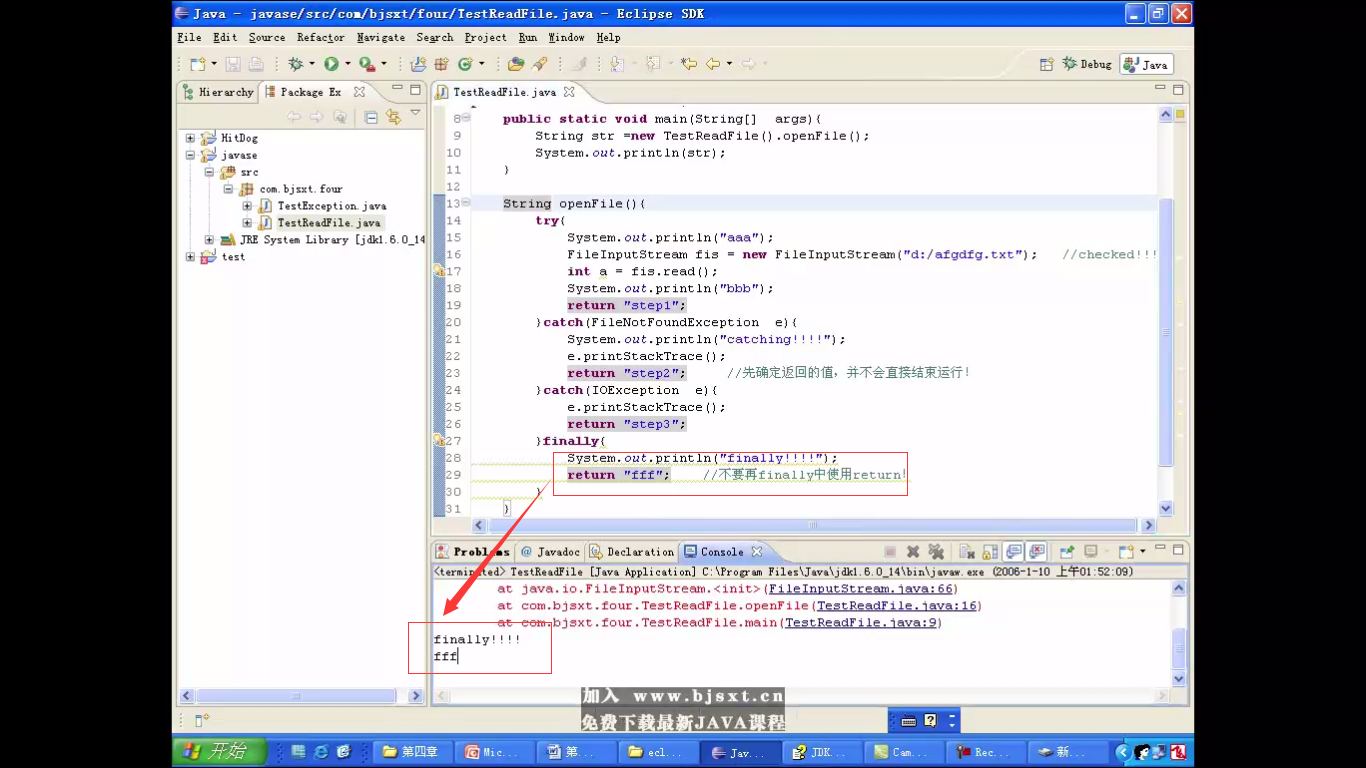 Java - javase/src/com/bjsxt/four/TestReadFile.java - Eclipse SDK
File Edit Source Refactor Navigate Search Project Run Window Help
Debug Java
Hierarchy Package Ex
TestReadFile.java
HitDog
javase
src
com.bjsxt.four
TestException.java
TestReadFile.java
JRE System Library [jdk1.6.0_14
test
8 public static void main(String[] args){
9 String str =new TestReadFile().openFile();
10 System.out.println(str);
11 }
12
13 String openFile(){
14 try{
15 System.out.println("aaa");
16 FileInputStream fis = new FileInputStream("d:/afgdfg.txt"); //checked!!!
17 int a = fis.read();
18 System.out.println("bbb");
19 return "step1";
20 }catch(FileNotFoundException e){
21 System.out.println("catching!!!!");
22 e.printStackTrace();
23 return "step2"; //先确定返回的值，并不会直接结束运行!
24 }catch(IOException e){
25 e.printStackTrace();
26 return "step3";
27 }finally{
28 System.out.println("finally!!!!");
29 return "fff"; //不要再finally中使用return!
30 }
31 }
Problems Javadoc Declaration Console
<terminated> TestReadFile [Java Application] C:\Program Files\Java\jdk1.6.0_14\bin\javaw.exe (2006-1-10 上午01:52:09)
at java.io.FileInputStream.<init>(FileInputStream.java:66)
at com.bjsxt.four.TestReadFile.openFile(TestReadFile.java:16)
at com.bjsxt.four.TestReadFile.main(TestReadFile.java:9)
finally!!!!
fff
加入 www.bjsxt.cn
免费下载最新JAVA课程
开始 第四章 Mic... 第... ecl... Jav... JDK... Cam... Rec... 新...